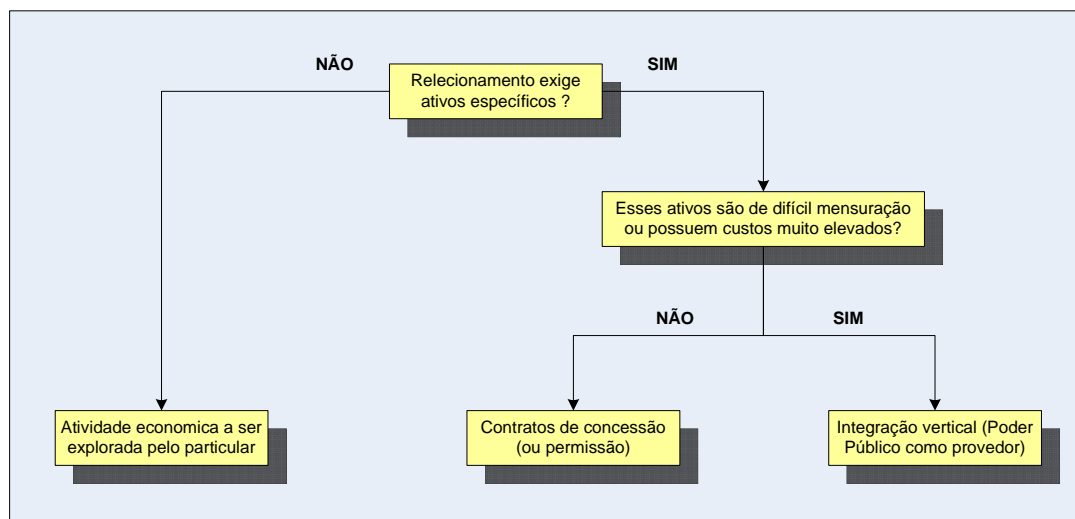 NÃO
SIM
Relecionamento exige
ativos específicos ?
Esses ativos são de difícil mensuração
ou possuem custos muito elevados?
NÃO
SIM
Atividade economica a ser
explorada pelo particular
Contratos de concessão
(ou permissão)
Integração vertical (Poder
Público como provedor)